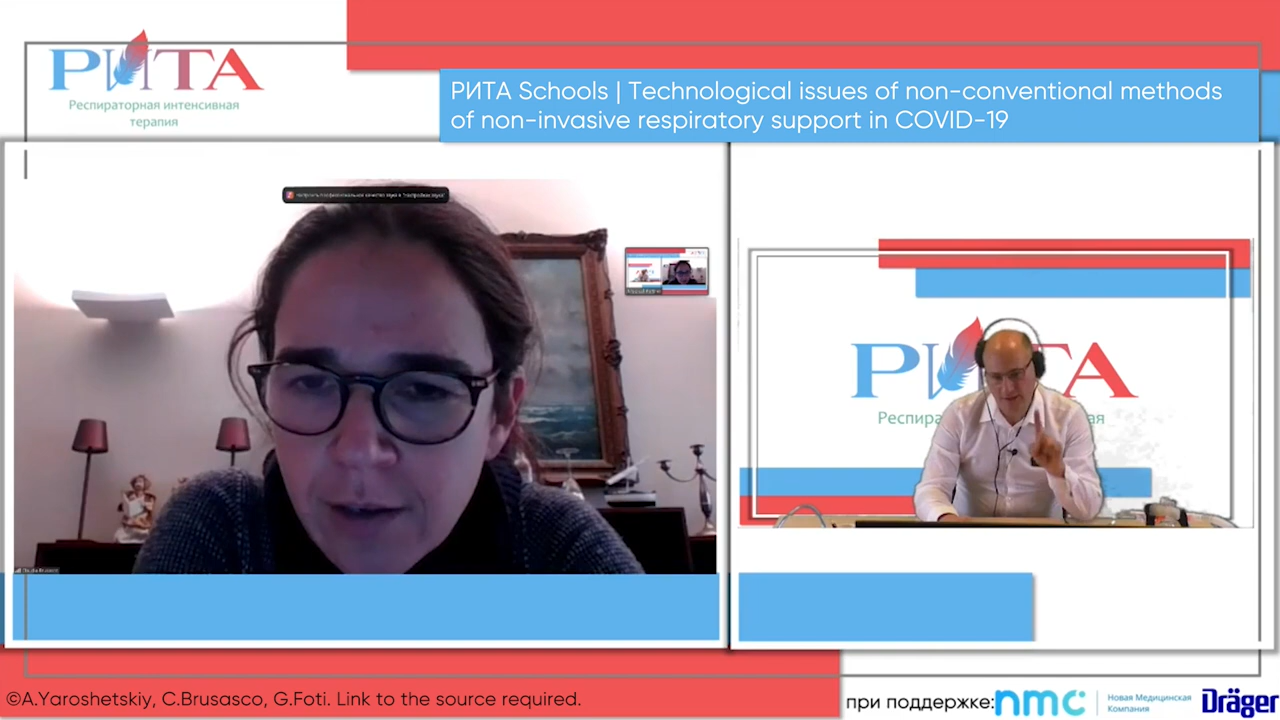 РИТА
Респираторная интенсивная
терапия
РИТА Schools | Technological issues of non-conventional methods
of non-invasive respiratory support in COVID-19
РИТА
©A.Yaroshetskiy, C.Brusasco, G.Foti. Link to the source required.
при поддержке:
nmc
Новая Медицинская
Компания
Dräger